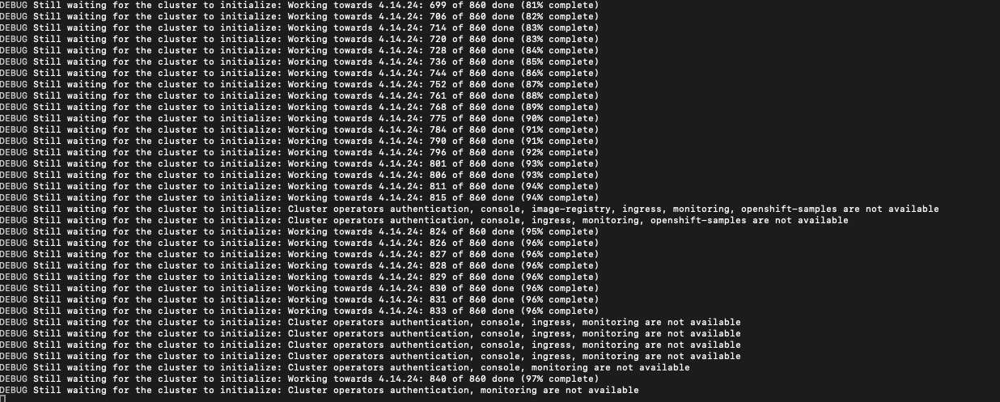 DEBUG Still waiting for the cluster to initialize: Working towards 4.14.24: 699 of 860 done (81% complete)
DEBUG Still waiting for the cluster to initialize: Working towards 4.14.24: 706 of 860 done (82% complete)
DEBUG Still waiting for the cluster to initialize: Working towards 4.14.24: 714 of 860 done (83% complete)
DEBUG Still waiting for the cluster to initialize: Working towards 4.14.24: 720 of 860 done (83% complete)
DEBUG Still waiting for the cluster to initialize: Working towards 4.14.24: 728 of 860 done (84% complete)
DEBUG Still waiting for the cluster to initialize: Working towards 4.14.24: 736 of 860 done (85% complete)
DEBUG Still waiting for the cluster to initialize: Working towards 4.14.24: 744 of 860 done (86% complete)
DEBUG Still waiting for the cluster to initialize: Working towards 4.14.24: 752 of 860 done (87% complete)
DEBUG Still waiting for the cluster to initialize: Working towards 4.14.24: 761 of 860 done (88% complete)
DEBUG Still waiting for the cluster to initialize: Working towards 4.14.24: 768 of 860 done (89% complete)
DEBUG Still waiting for the cluster to initialize: Working towards 4.14.24: 775 of 860 done (90% complete)
DEBUG Still waiting for the cluster to initialize: Working towards 4.14.24: 784 of 860 done (91% complete)
DEBUG Still waiting for the cluster to initialize: Working towards 4.14.24: 790 of 860 done (91% complete)
DEBUG Still waiting for the cluster to initialize: Working towards 4.14.24: 796 of 860 done (92% complete)
DEBUG Still waiting for the cluster to initialize: Working towards 4.14.24: 801 of 860 done (93% complete)
DEBUG Still waiting for the cluster to initialize: Working towards 4.14.24: 806 of 860 done (93% complete)
DEBUG Still waiting for the cluster to initialize: Working towards 4.14.24: 811 of 860 done (94% complete)
DEBUG Still waiting for the cluster to initialize: Working towards 4.14.24: 815 of 860 done (94% complete)
DEBUG Still waiting for the cluster to initialize: Cluster operators authentication, console, image-registry, ingress, monitoring, openshift-samples are not available
DEBUG Still waiting for the cluster to initialize: Cluster operators authentication, console, ingress, monitoring, openshift-samples are not available
DEBUG Still waiting for the cluster to initialize: Working towards 4.14.24: 824 of 860 done (95% complete)
DEBUG Still waiting for the cluster to initialize: Working towards 4.14.24: 826 of 860 done (96% complete)
DEBUG Still waiting for the cluster to initialize: Working towards 4.14.24: 827 of 860 done (96% complete)
DEBUG Still waiting for the cluster to initialize: Working towards 4.14.24: 828 of 860 done (96% complete)
DEBUG Still waiting for the cluster to initialize: Working towards 4.14.24: 829 of 860 done (96% complete)
DEBUG Still waiting for the cluster to initialize: Working towards 4.14.24: 830 of 860 done (96% complete)
DEBUG Still waiting for the cluster to initialize: Working towards 4.14.24: 831 of 860 done (96% complete)
DEBUG Still waiting for the cluster to initialize: Working towards 4.14.24: 833 of 860 done (96% complete)
DEBUG Still waiting for the cluster to initialize: Cluster operators authentication, console, ingress, monitoring are not available
DEBUG Still waiting for the cluster to initialize: Cluster operators authentication, console, ingress, monitoring are not available
DEBUG Still waiting for the cluster to initialize: Cluster operators authentication, console, ingress, monitoring are not available
DEBUG Still waiting for the cluster to initialize: Cluster operators authentication, console, monitoring are not available
DEBUG Still waiting for the cluster to initialize: Working towards 4.14.24: 840 of 860 done (97% complete)
DEBUG Still waiting for the cluster to initialize: Cluster operators authentication, monitoring are not available